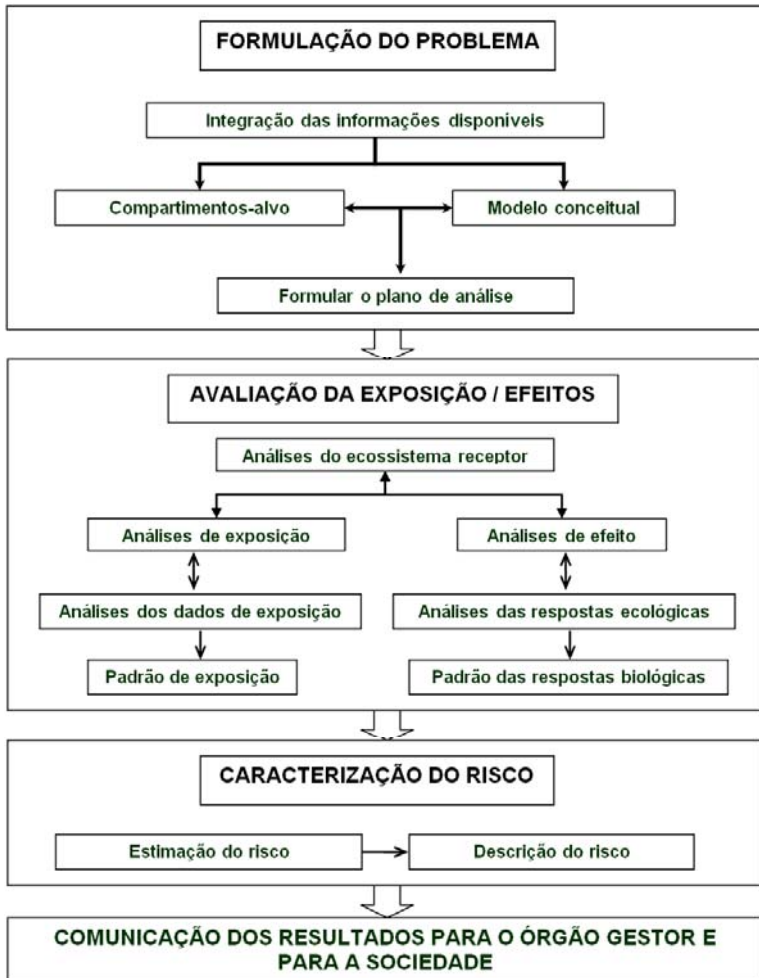 FORMULAÇÃO DO PROBLEMA
Integração das informações disponíveis
Compartimentos-alvo
Modelo conceitual
Formular o plano de análise
AVALIAÇÃO DA EXPOSIÇÃO / EFEITOS
Análises do ecossistema receptor
Análises de exposição
Análises de efeito
Análises dos dados de exposição
Análises das respostas ecológicas
Padrão de exposição
Padrão das respostas biológicas
CARACTERIZAÇÃO DO RISCO
Estimação do risco
Descrição do risco
COMUNICAÇÃO DOS RESULTADOS PARA O ÓRGÃO GESTOR E
PARA A SOCIEDADE